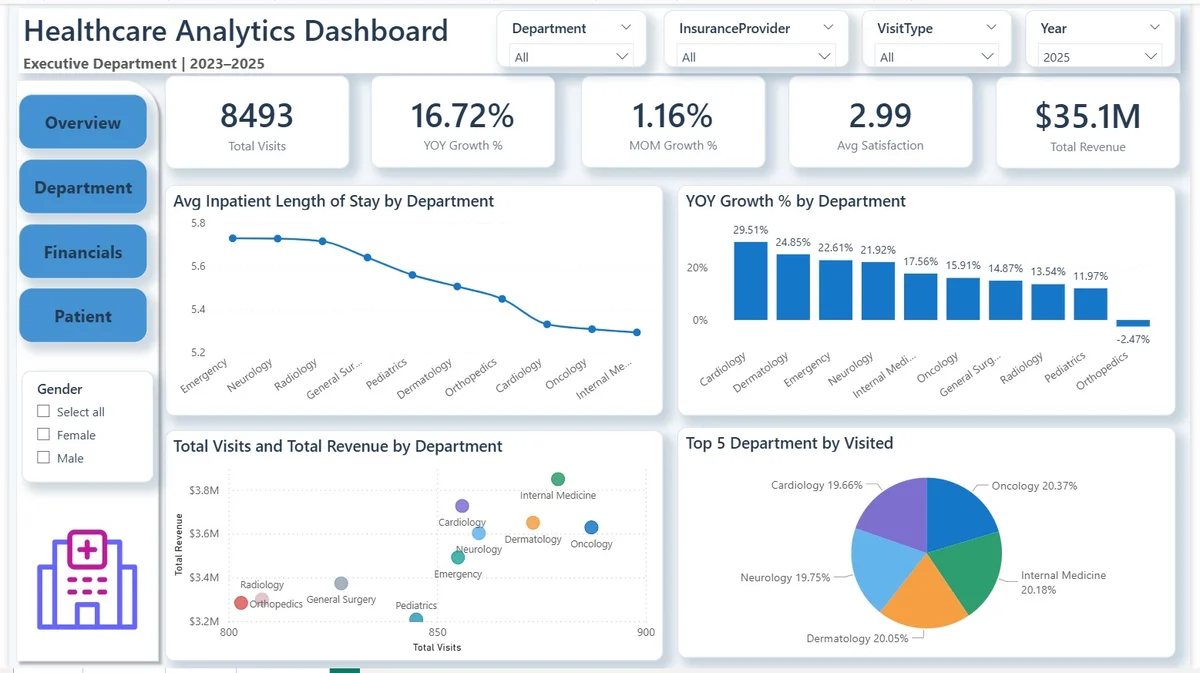 Healthcare Analytics Dashboard
Executive Department | 2023–2025
Department
All
InsuranceProvider
All
VisitType
All
Year
2025
Overview
Department
Financials
Patient
Gender
Select all
Female
Male
8493
Total Visits
16.72%
YOY Growth %
1.16%
MOM Growth %
2.99
Avg Satisfaction
$35.1M
Total Revenue
Avg Inpatient Length of Stay by Department
5.8
5.6
5.4
5.2
Emergency
Neurology
Radiology
General Sur...
Pediatrics
Dermatology
Orthopedics
Cardiology
Oncology
Internal Me...
YOY Growth % by Department
20%
0%
29.51%
24.85%
22.61%
21.92%
17.56%
15.91%
14.87%
13.54%
11.97%
-2.47%
Cardiology
Dermatology
Emergency
Neurology
Internal Medi...
Oncology
General Surg...
Radiology
Pediatrics
Orthopedics
Total Visits and Total Revenue by Department
Total Revenue
$3.8M
$3.6M
$3.4M
$3.2M
Internal Medicine
Cardiology
Neurology
Dermatology
Oncology
Emergency
Radiology
Orthopedics
General Surgery
Pediatrics
800
850
900
Total Visits
Top 5 Department by Visited
Cardiology 19.66%
Oncology 20.37%
Neurology 19.75%
Internal Medicine
20.18%
Dermatology 20.05%